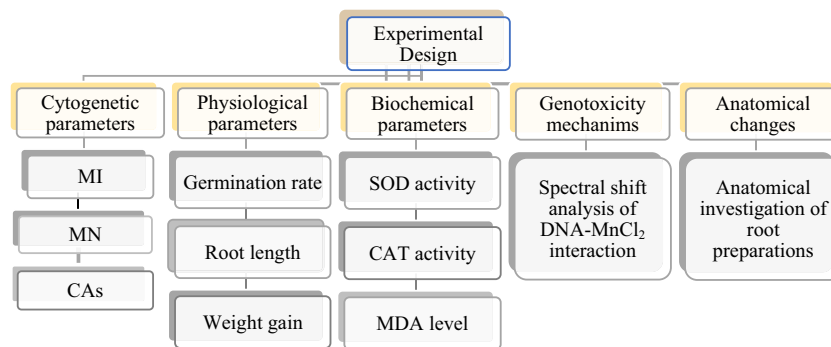 Experimental
Design
Cytogenetic
parameters
MI
MN
CAs
Physiological
parameters
Germination rate
Root length
Weight gain
Biochemical
parameters
SOD activity
CAT activity
MDA level
Genotoxicity
mechanims
Spectral shift
analysis of
DNA-MnCl₂
interaction
Anatomical
changes
Anatomical
investigation of
root
preparations